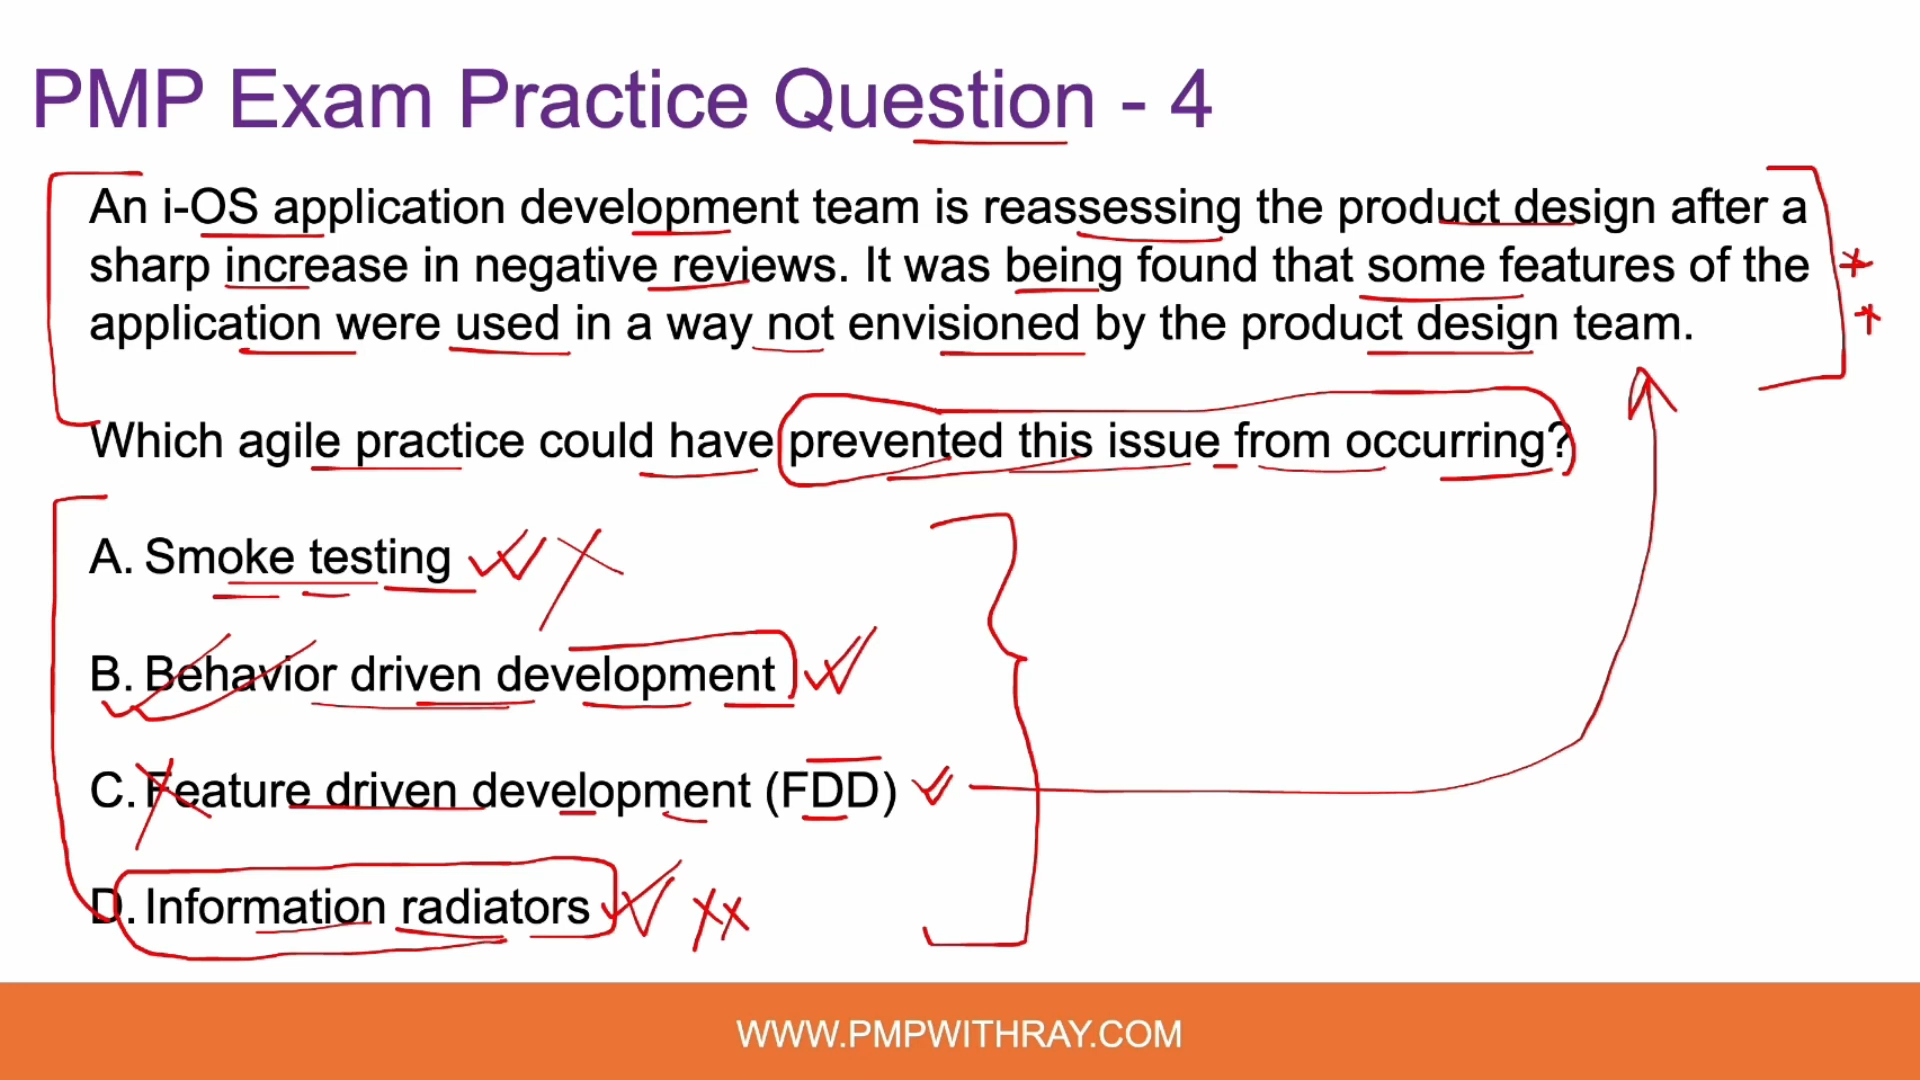 PMP Exam Practice Question - 4
An i-OS application development team is reassessing the product design after a
sharp increase in negative reviews. It was being found that some features of the
application were used in a way not envisioned by the product design team.
Which agile practice could have prevented this issue from occurring?
A. Smoke testing
B. Behavior driven development
C. Feature driven development (FDD)
D. Information radiators
WWW.PMPWITHRAY.COM